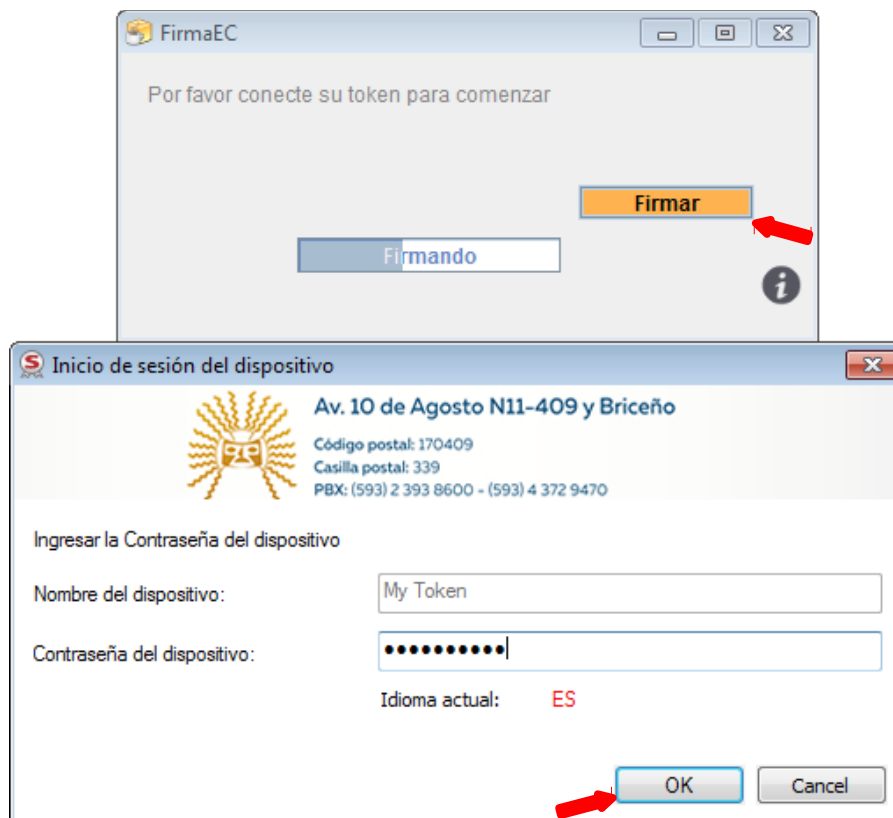 FirmaEC
Por favor conecte su token para comenzar
Firmar
Firmando
Inicio de sesión del dispositivo
Av. 10 de Agosto N11-409 y Briceño
Código postal: 170409
Casilla postal: 339
PBX: (593) 2 393 8600 - (593) 4 372 9470
Ingresar la Contraseña del dispositivo
Nombre del dispositivo: My Token
Contraseña del dispositivo: ••••••••••
Idioma actual: ES
OK Cancel